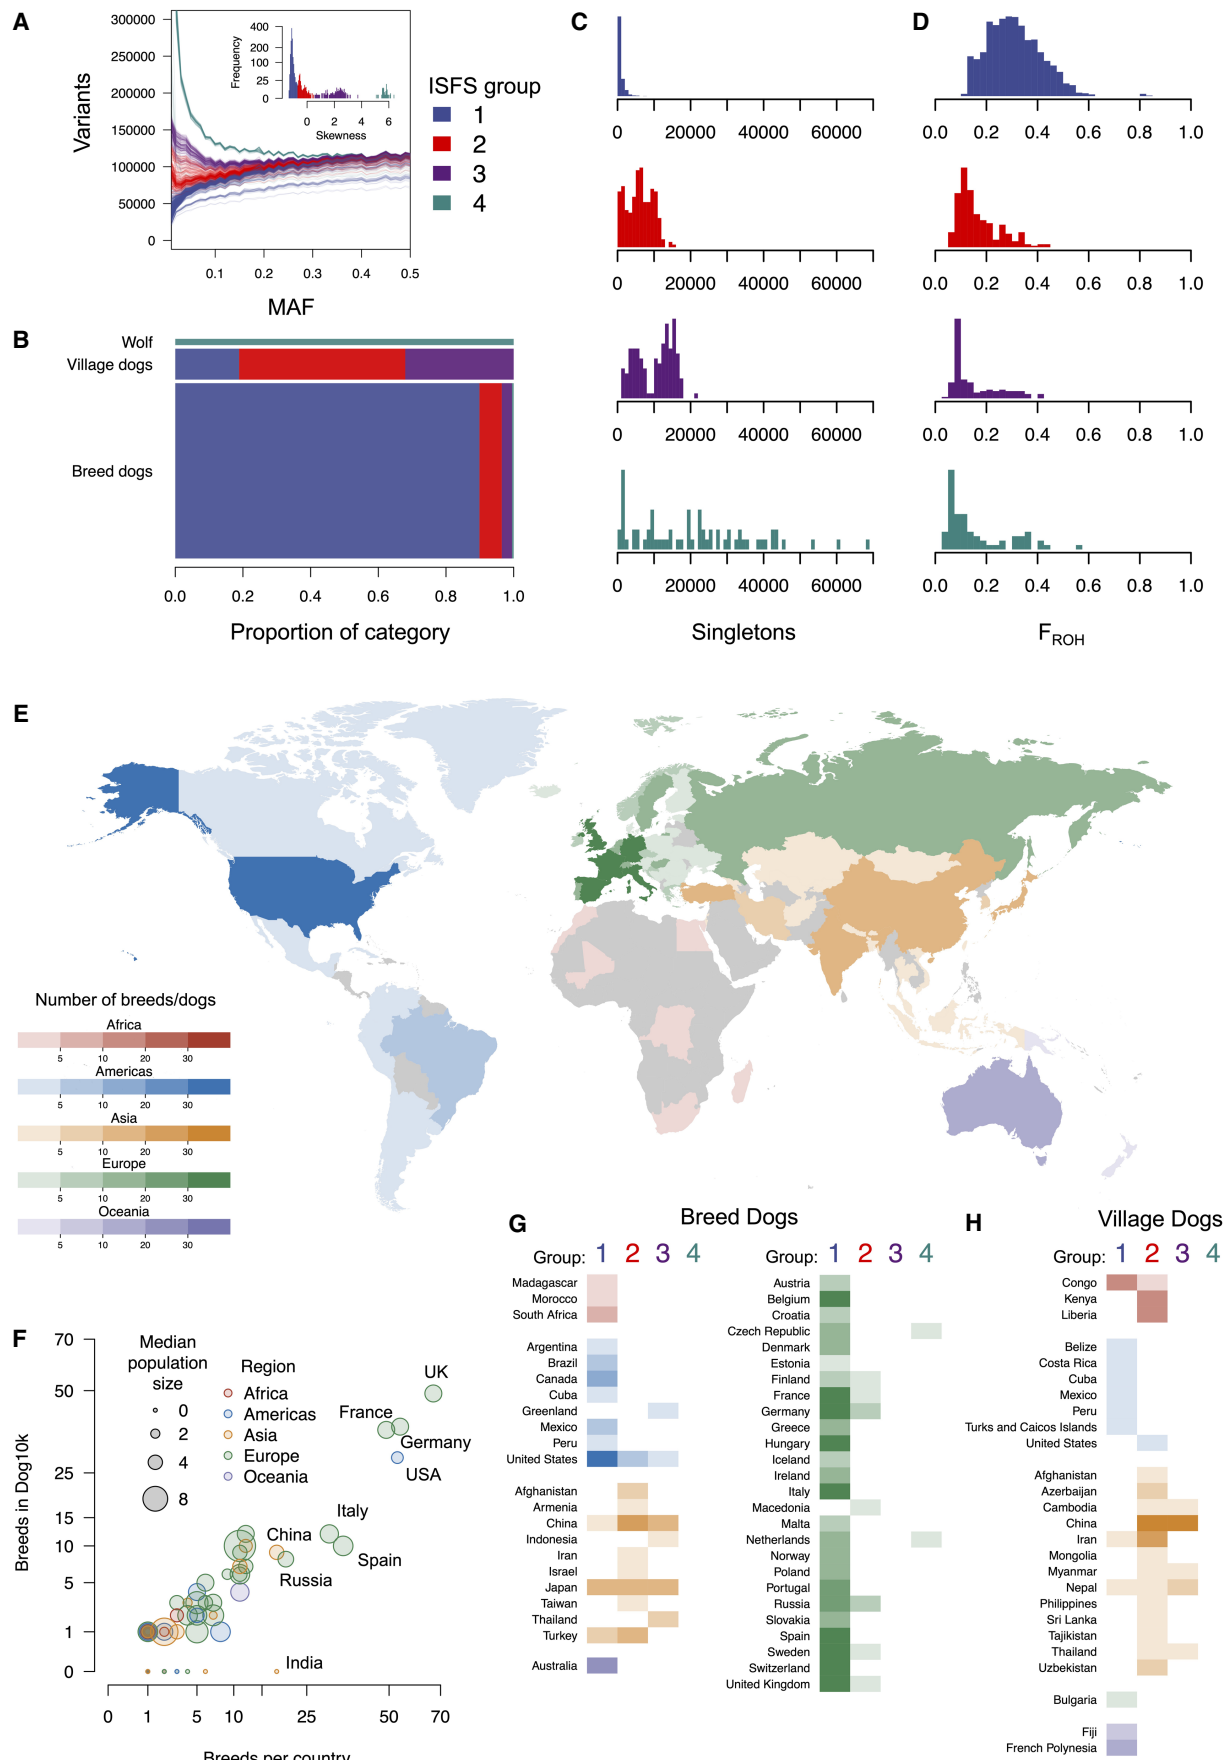 A
Variants
300000
250000
200000
150000
100000
50000
0
0.1 0.2 0.3 0.4 0.5
MAF
Frequency
400
200
100
25
0
0 2 4 6
Skewness
ISFS group
1
2
3
4
B
Wolf
Village dogs
Breed dogs
0.0 0.2 0.4 0.6 0.8 1.0
Proportion of category
C
0 20000 40000 60000
0 20000 40000 60000
0 20000 40000 60000
0 20000 40000 60000
Singletons
D
0.0 0.2 0.4 0.6 0.8 1.0
0.0 0.2 0.4 0.6 0.8 1.0
0.0 0.2 0.4 0.6 0.8 1.0
0.0 0.2 0.4 0.6 0.8 1.0
FROH
E
Number of breeds/dogs
Africa
5 10 20 30
Americas
5 10 20 30
Asia
5 10 20 30
Europe
5 10 20 30
Oceania
5 10 20 30
F
Breeds in Dog10k
70
50
25
15
10
5
1
0
Median
population
size
0
2
4
8
Region
Africa
Americas
Asia
Europe
Oceania
UK
France
Germany
USA
Italy
China
Spain
Russia
India
0 1 5 10 25 50 70
Breeds per country
G
Breed Dogs
Group: 1 2 3 4
Madagascar
Morocco
South Africa
Argentina
Brazil
Canada
Cuba
Greenland
Mexico
Peru
United States
Afghanistan
Armenia
China
Indonesia
Iran
Israel
Japan
Taiwan
Thailand
Turkey
Australia
Group: 1 2 3 4
Austria
Belgium
Croatia
Czech Republic
Denmark
Estonia
Finland
France
Germany
Greece
Hungary
Iceland
Ireland
Italy
Macedonia
Malta
Netherlands
Norway
Poland
Portugal
Russia
Slovakia
Spain
Sweden
Switzerland
United Kingdom
H
Village Dogs
Group: 1 2 3 4
Congo
Kenya
Liberia
Belize
Costa Rica
Cuba
Mexico
Peru
Turks and Caicos Islands
United States
Afghanistan
Azerbaijan
Cambodia
China
Iran
Mongolia
Myanmar
Nepal
Philippines
Sri Lanka
Tajikistan
Thailand
Uzbekistan
Bulgaria
Fiji
French Polynesia